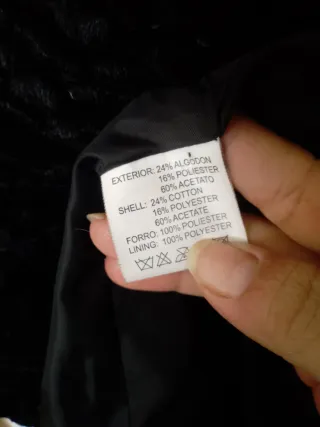 EXTERIOR: 24% ALGODON
16% POLIESTER
60% ACETATO
SHELL: 24% COTTON
16% POLYESTER
60% ACETATE
FORRO: 100% POLIESTER
LINING: 100% POLYESTER